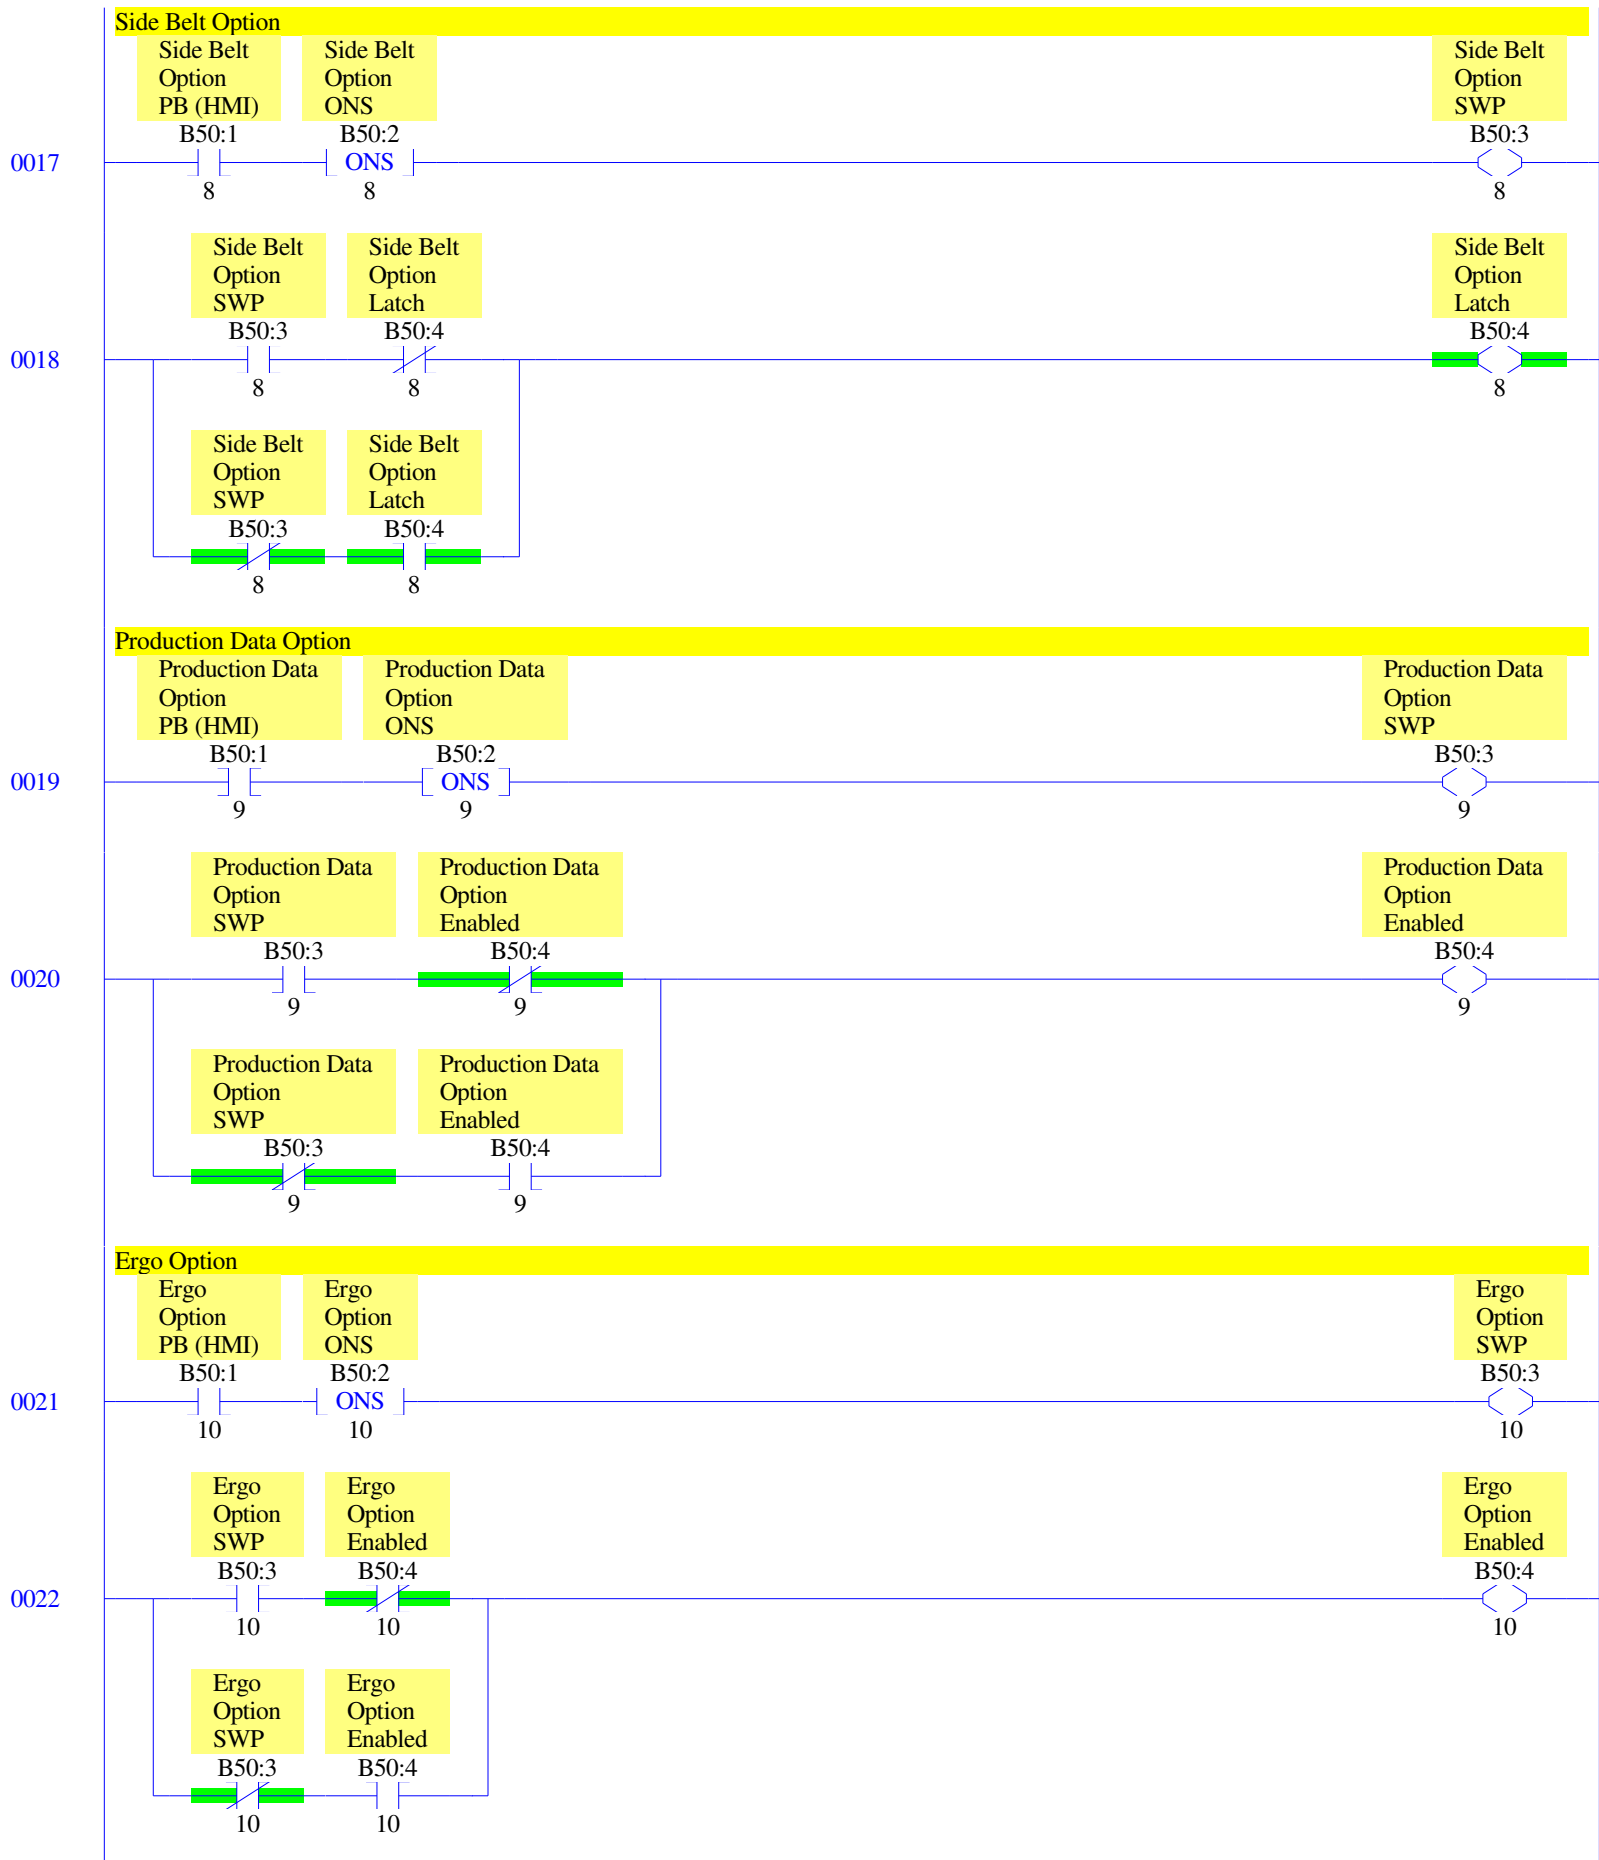 Side Belt Option
Side Belt Side Belt Side Belt
Option Option Option
PB (HMI) ONS SWP
B50:1 B50:2 B50:3
0017 ONS
8 8 8
Side Belt Side Belt Side Belt
Option Option Option
SWP Latch Latch
B50:3 B50:4 B50:4
0018
8 8 8
Side Belt Side Belt
Option Option
SWP Latch
B50:3 B50:4
8 8
Production Data Option
Production Data Production Data Production Data
Option Option Option
PB (HMI) ONS SWP
B50:1 B50:2 B50:3
0019 ONS
9 9 9
Production Data Production Data Production Data
Option Option Option
SWP Enabled Enabled
B50:3 B50:4 B50:4
0020
9 9 9
Production Data Production Data
Option Option
SWP Enabled
B50:3 B50:4
9 9
Ergo Option
Ergo Ergo Ergo
Option Option Option
PB (HMI) ONS SWP
B50:1 B50:2 B50:3
0021 ONS
10 10 10
Ergo Ergo Ergo
Option Option Option
SWP Enabled Enabled
B50:3 B50:4 B50:4
0022
10 10 10
Ergo Ergo
Option Option
SWP Enabled
B50:3 B50:4
10 10